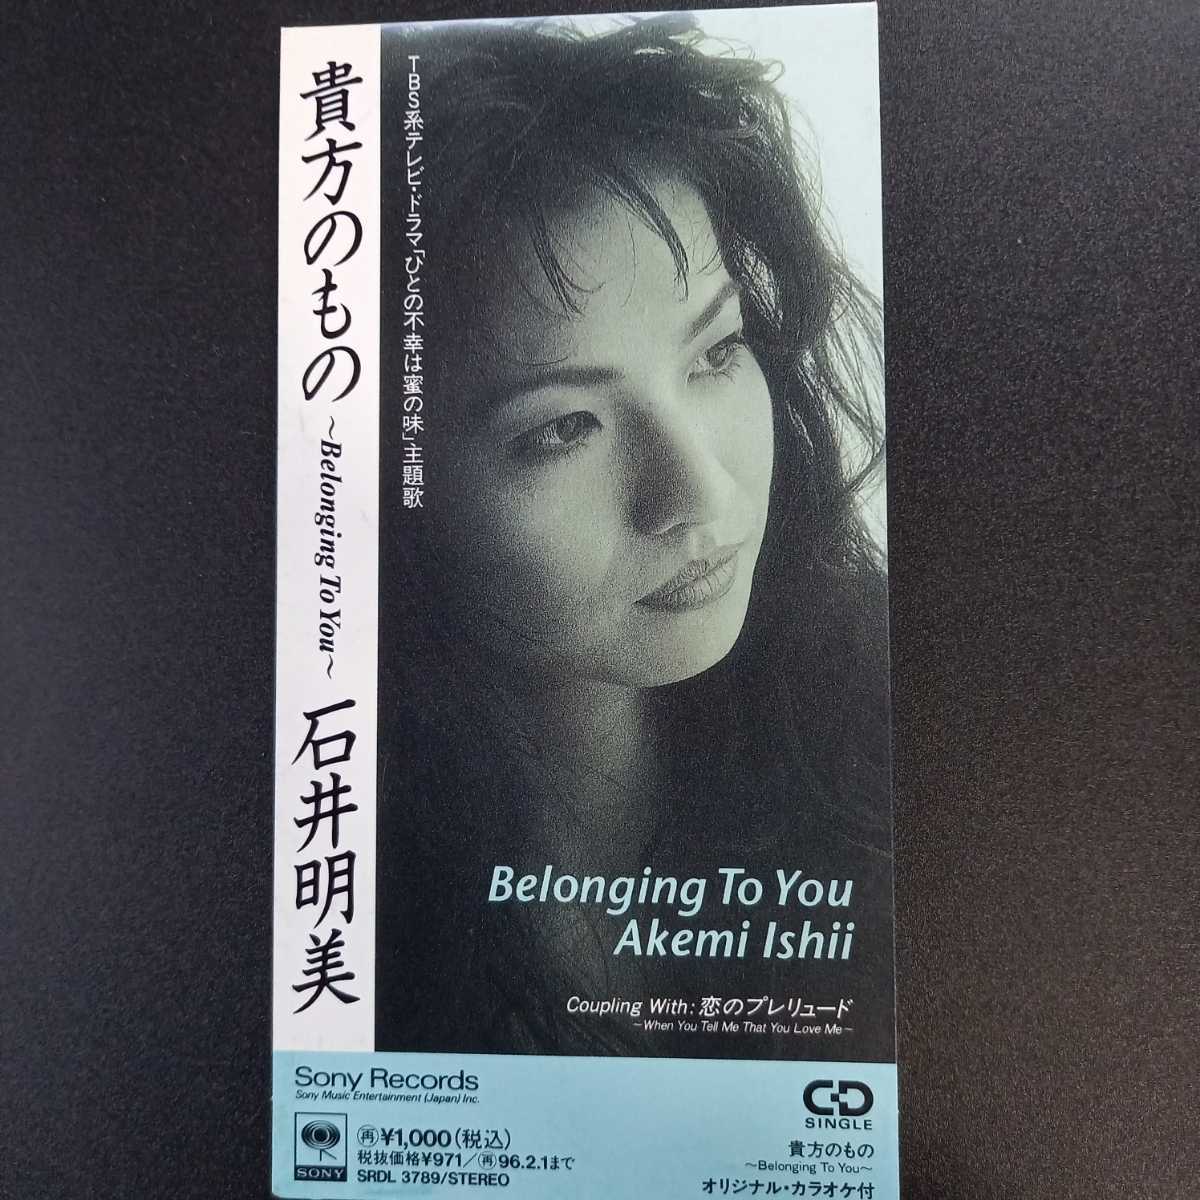 貴方のもの
～Belonging To You～
石井明美
TBS系テレビ・ドラマ「ひとの不幸は蜜の味」主題歌
Belonging To You
Akemi Ishii
Coupling With: 恋のプレリュード
～When You Tell Me That You Love Me～
Sony Records
Sony Music Entertainment (Japan) Inc.
SONY
㊢¥1,000(税込)
税抜価格¥971/㊢96.2.1まで
SRDL 3789/STEREO
CD
SINGLE
貴方のもの
～Belonging To You～
オリジナル・カラオケ付